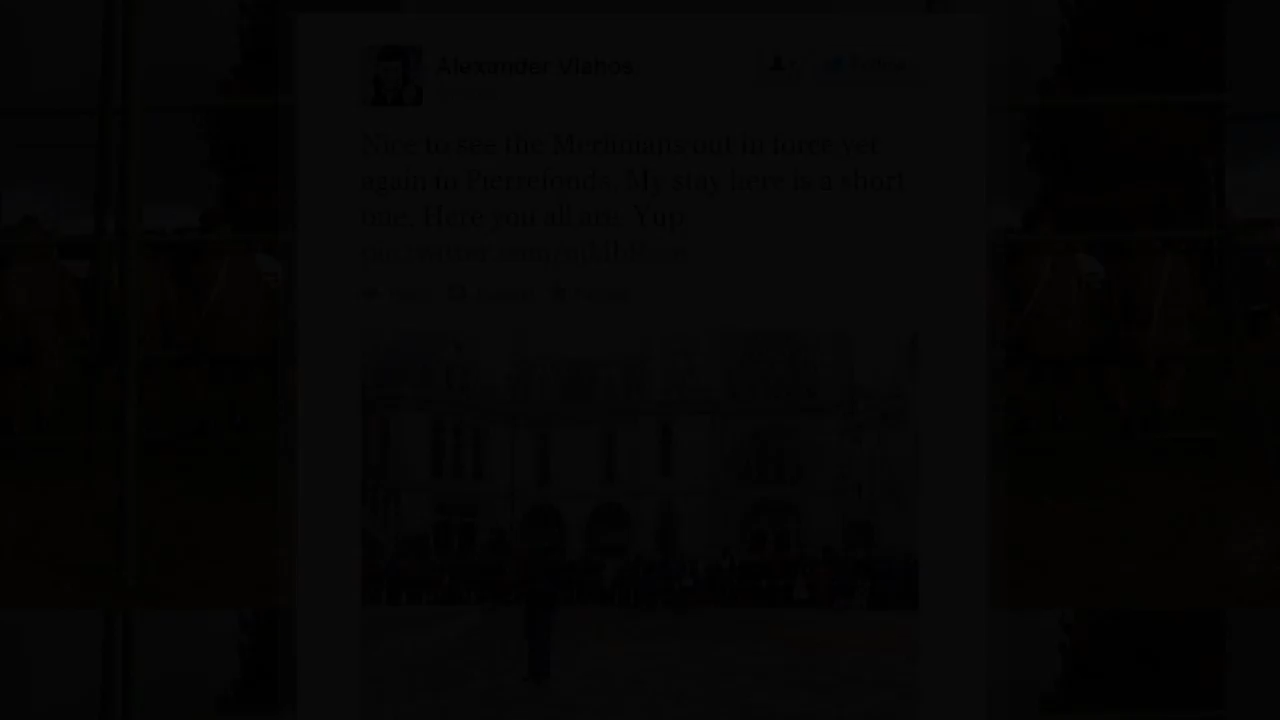 Alexander Vlahos
Follow
Nice to see the Merlinians out in force yet
again in Pierrefonds. My stay here is a short
one. Here you all are. Yup